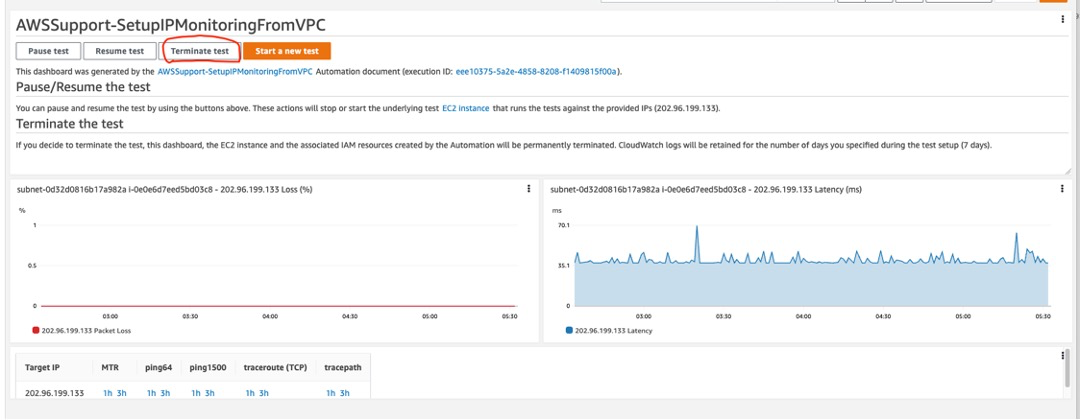 AWSSupport-SetupIPMonitoringFromVPC
Pause test Resume test Terminate test Start a new test
This dashboard was generated by the AWSSupport-SetupIPMonitoringFromVPC Automation document (execution ID: eee10375-5a2e-4858-8208-f1409815f00a).
Pause/Resume the test
You can pause and resume the test by using the buttons above. These actions will stop or start the underlying test EC2 instance that runs the tests against the provided IPs (202.96.199.133).
Terminate the test
If you decide to terminate the test, this dashboard, the EC2 instance and the associated IAM resources created by the Automation will be permanently terminated. CloudWatch logs will be retained for the number of days you specified during the test setup (7 days).
subnet-0d32d0816b17a982a i-0e0e6d7eed5bd03c8 - 202.96.199.133 Loss (%)
%
1
0.5
0
03:00 03:30 04:00 04:30 05:00 05:30
202.96.199.133 Packet Loss
subnet-0d32d0816b17a982a i-0e0e6d7eed5bd03c8 - 202.96.199.133 Latency (ms)
ms
70.1
35.1
0
03:00 03:30 04:00 04:30 05:00 05:30
202.96.199.133 Latency
Target IP MTR ping64 ping1500 traceroute (TCP) tracepath
202.96.199.133 1h 3h 1h 3h 1h 3h 1h 3h 1h 3h